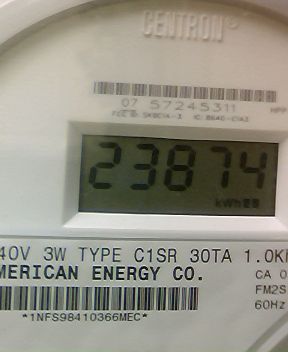 CENTRON®
07 57245311
23874
kWh
40V 3W TYPE C1SR 30TA 1.0K
MERICAN ENERGY CO.
CA 0
FM2S
60Hz
*1NFS98410366MEC*